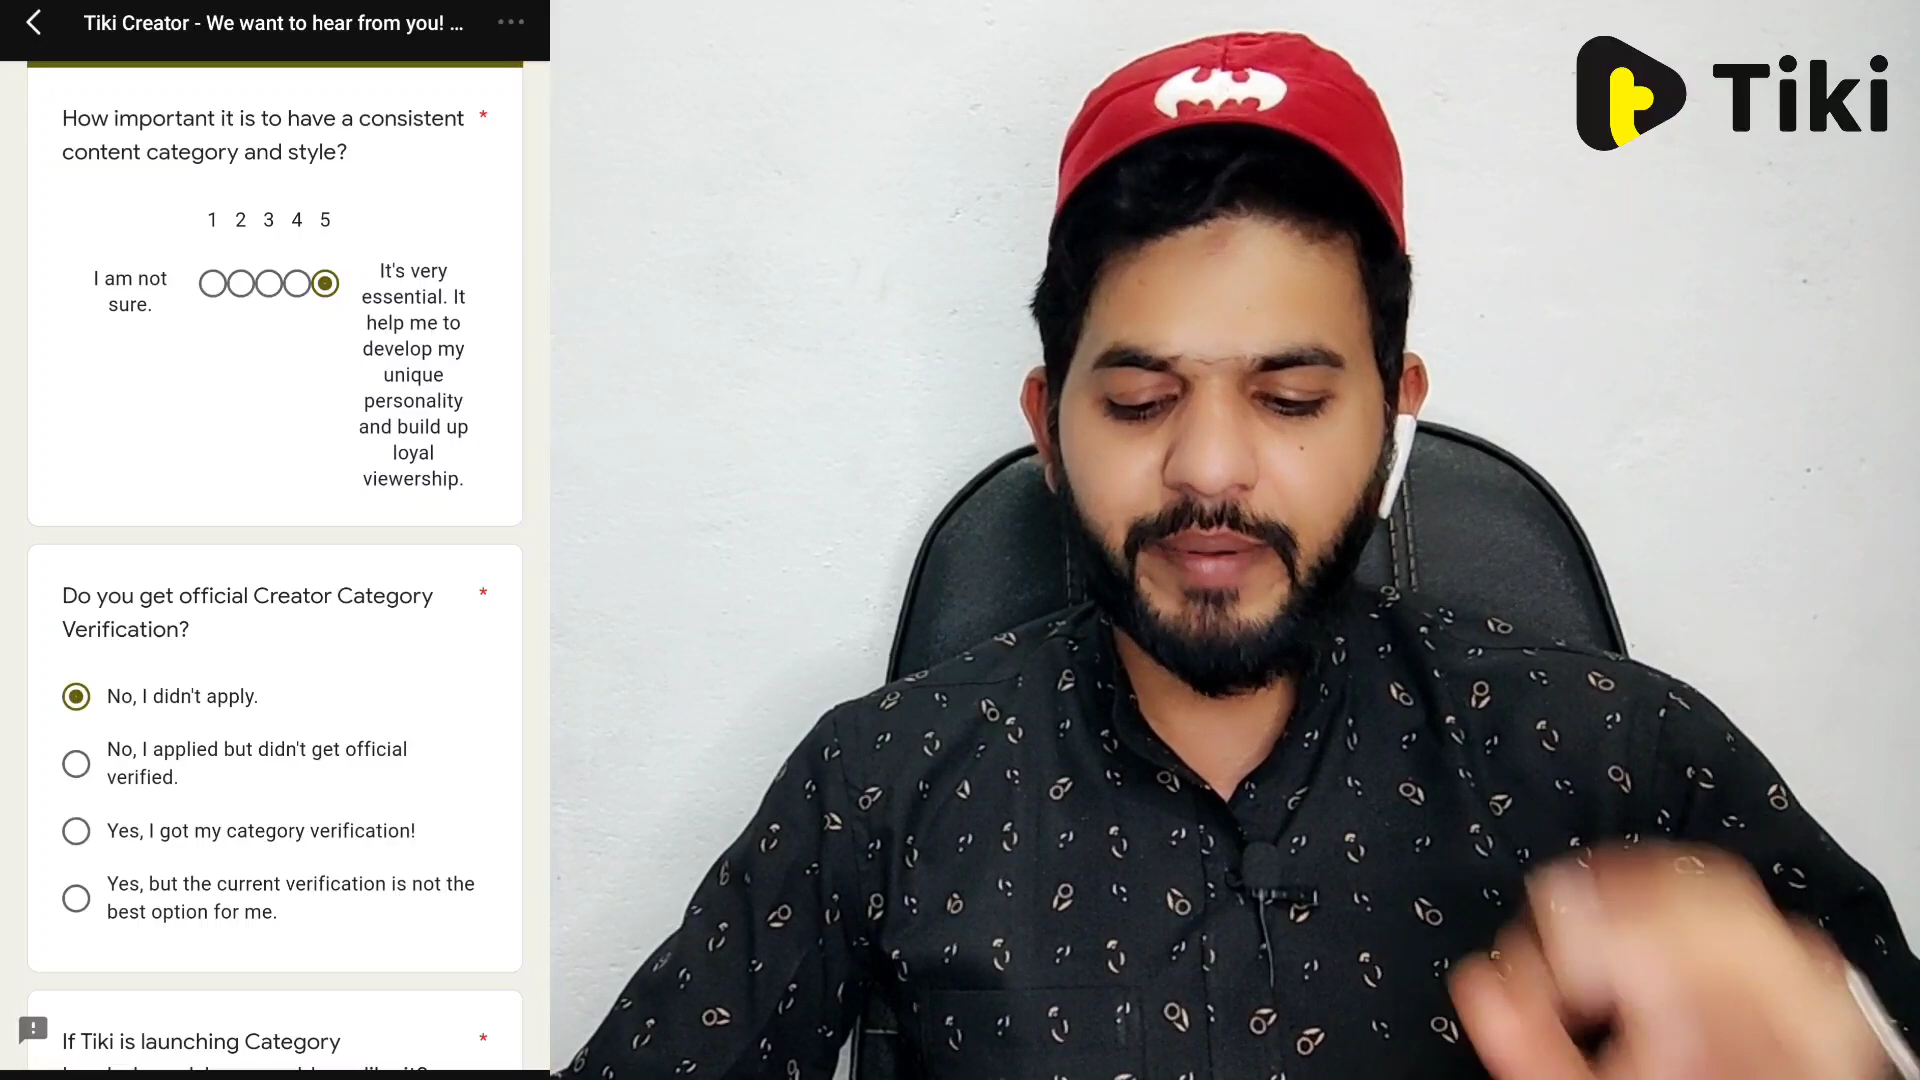 Tiki Creator - We want to hear from you! ...
Tiki
How important it is to have a consistent *
content category and style?
1 2 3 4 5
I am not
sure.
It's very
essential. It
help me to
develop my
unique
personality
and build up
loyal
viewership.
Do you get official Creator Category *
Verification?
No, I didn't apply.
No, I applied but didn't get official
verified.
Yes, I got my category verification!
Yes, but the current verification is not the
best option for me.
If Tiki is launching Category *